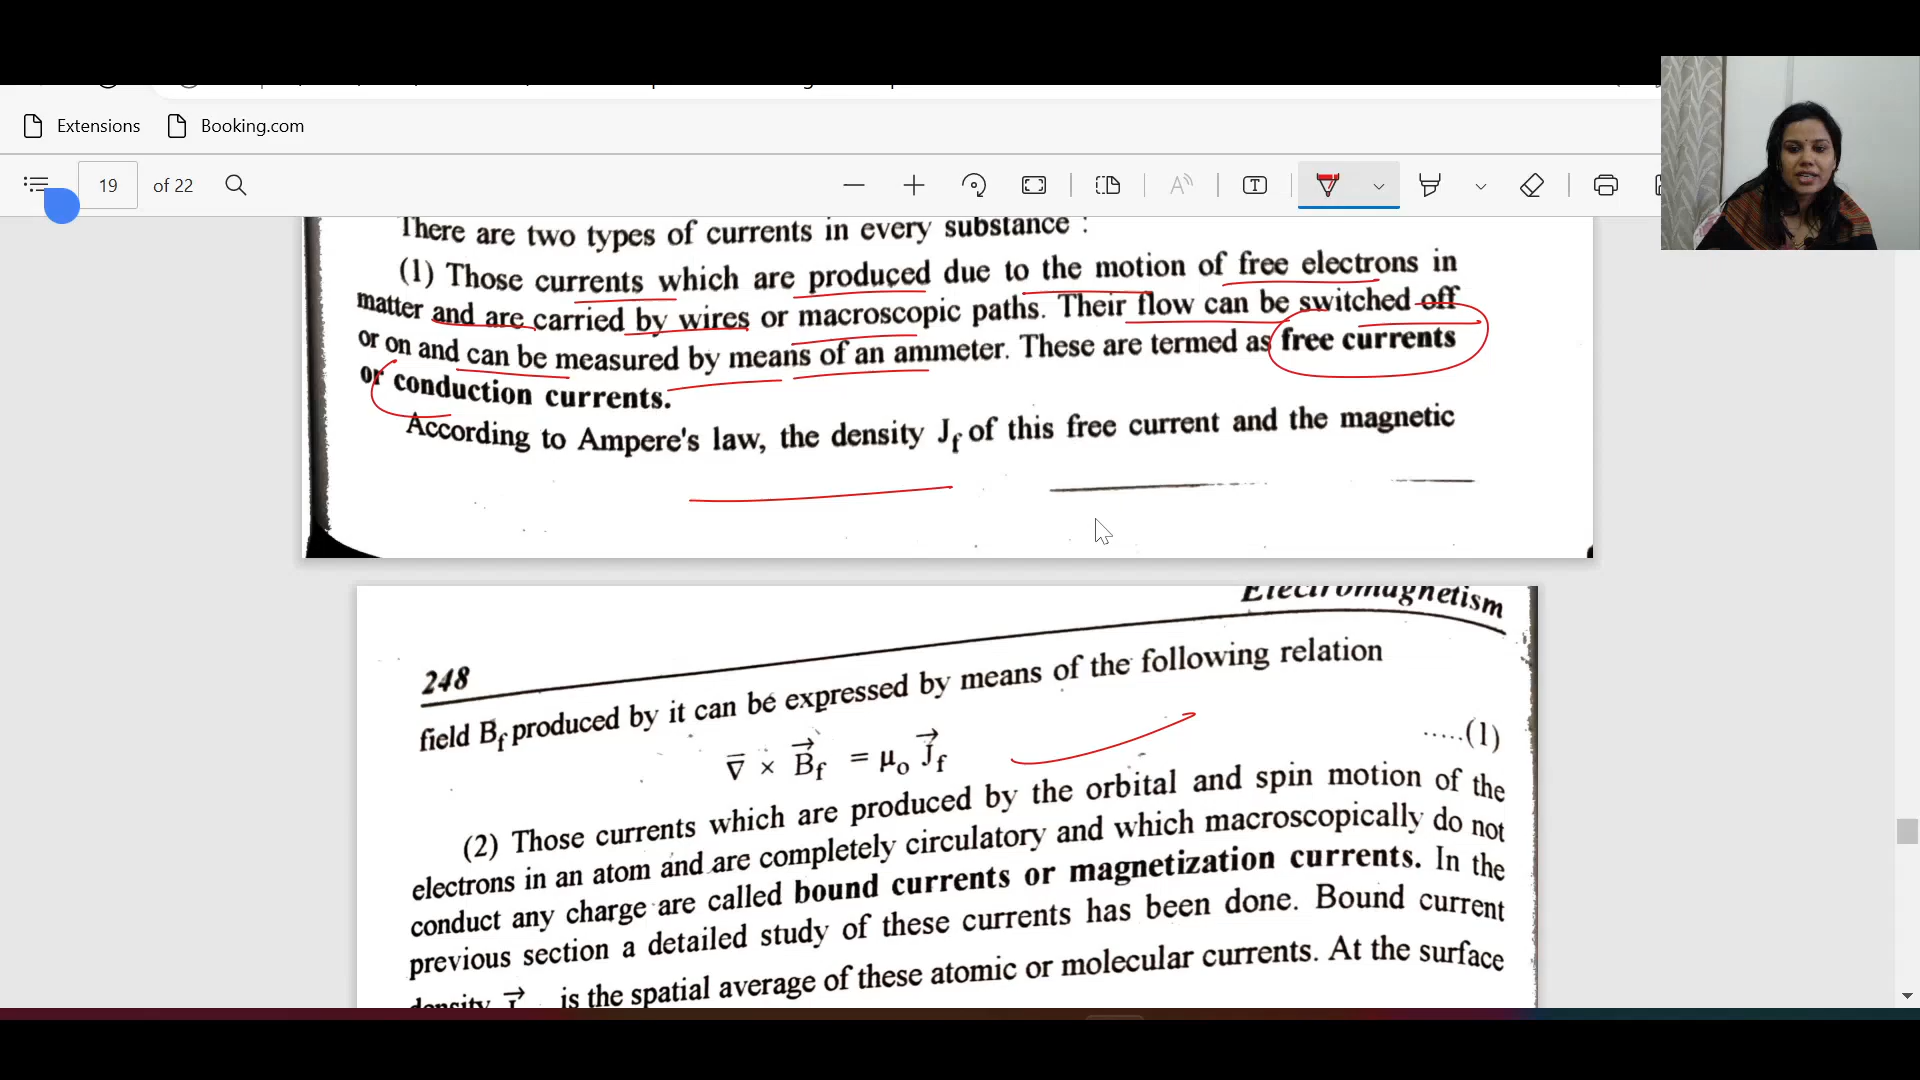 Extensions Booking.com
19 of 22
There are two types of currents in every substance :
(1) Those currents which are produced due to the motion of free electrons in
matter and are carried by wires or macroscopic paths. Their flow can be switched off
or on and can be measured by means of an ammeter. These are termed as free currents
or conduction currents.
According to Ampere's law, the density J_f of this free current and the magnetic
Electromagnetism
248
field B_f produced by it can be expressed by means of the following relation
∇ × B⃗_f = μ_o J⃗_f .....(1)
(2) Those currents which are produced by the orbital and spin motion of the
electrons in an atom and are completely circulatory and which macroscopically do not
conduct any charge are called bound currents or magnetization currents. In the
previous section a detailed study of these currents has been done. Bound current
density is the spatial average of these atomic or molecular currents. At the surface